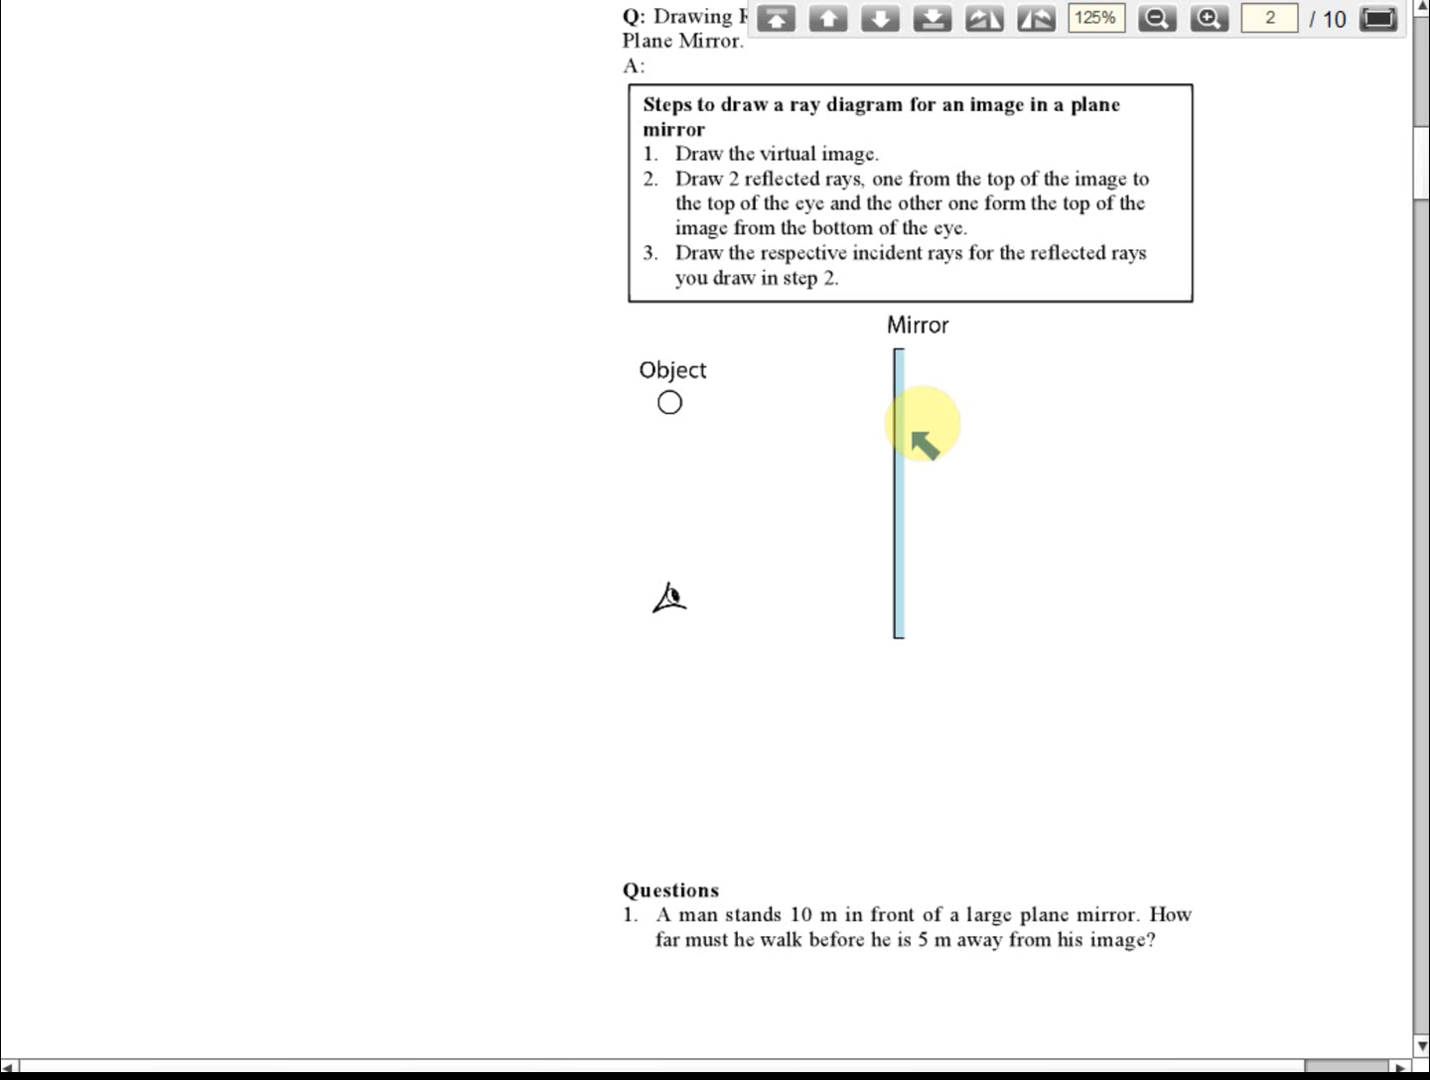 Q: Drawing
125%
2
/ 10
Plane Mirror.
A:
Steps to draw a ray diagram for an image in a plane
mirror
1. Draw the virtual image.
2. Draw 2 reflected rays, one from the top of the image to
the top of the eye and the other one form the top of the
image from the bottom of the eye.
3. Draw the respective incident rays for the reflected rays
you draw in step 2.
Mirror
Object
Questions
1. A man stands 10 m in front of a large plane mirror. How
far must he walk before he is 5 m away from his image?